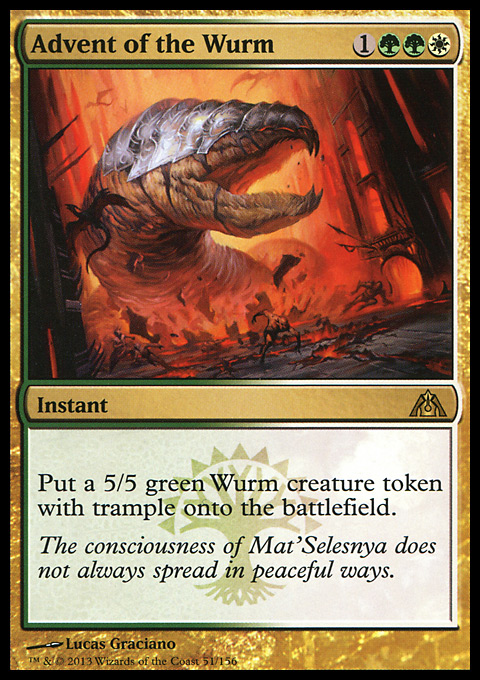 Advent of the Wurm 1
Instant
Put a 5/5 green Wurm creature token
with trample onto the battlefield.
The consciousness of Mat'Selesnya does
not always spread in peaceful ways.
Lucas Graciano
™ & © 2013 Wizards of the Coast 51/156